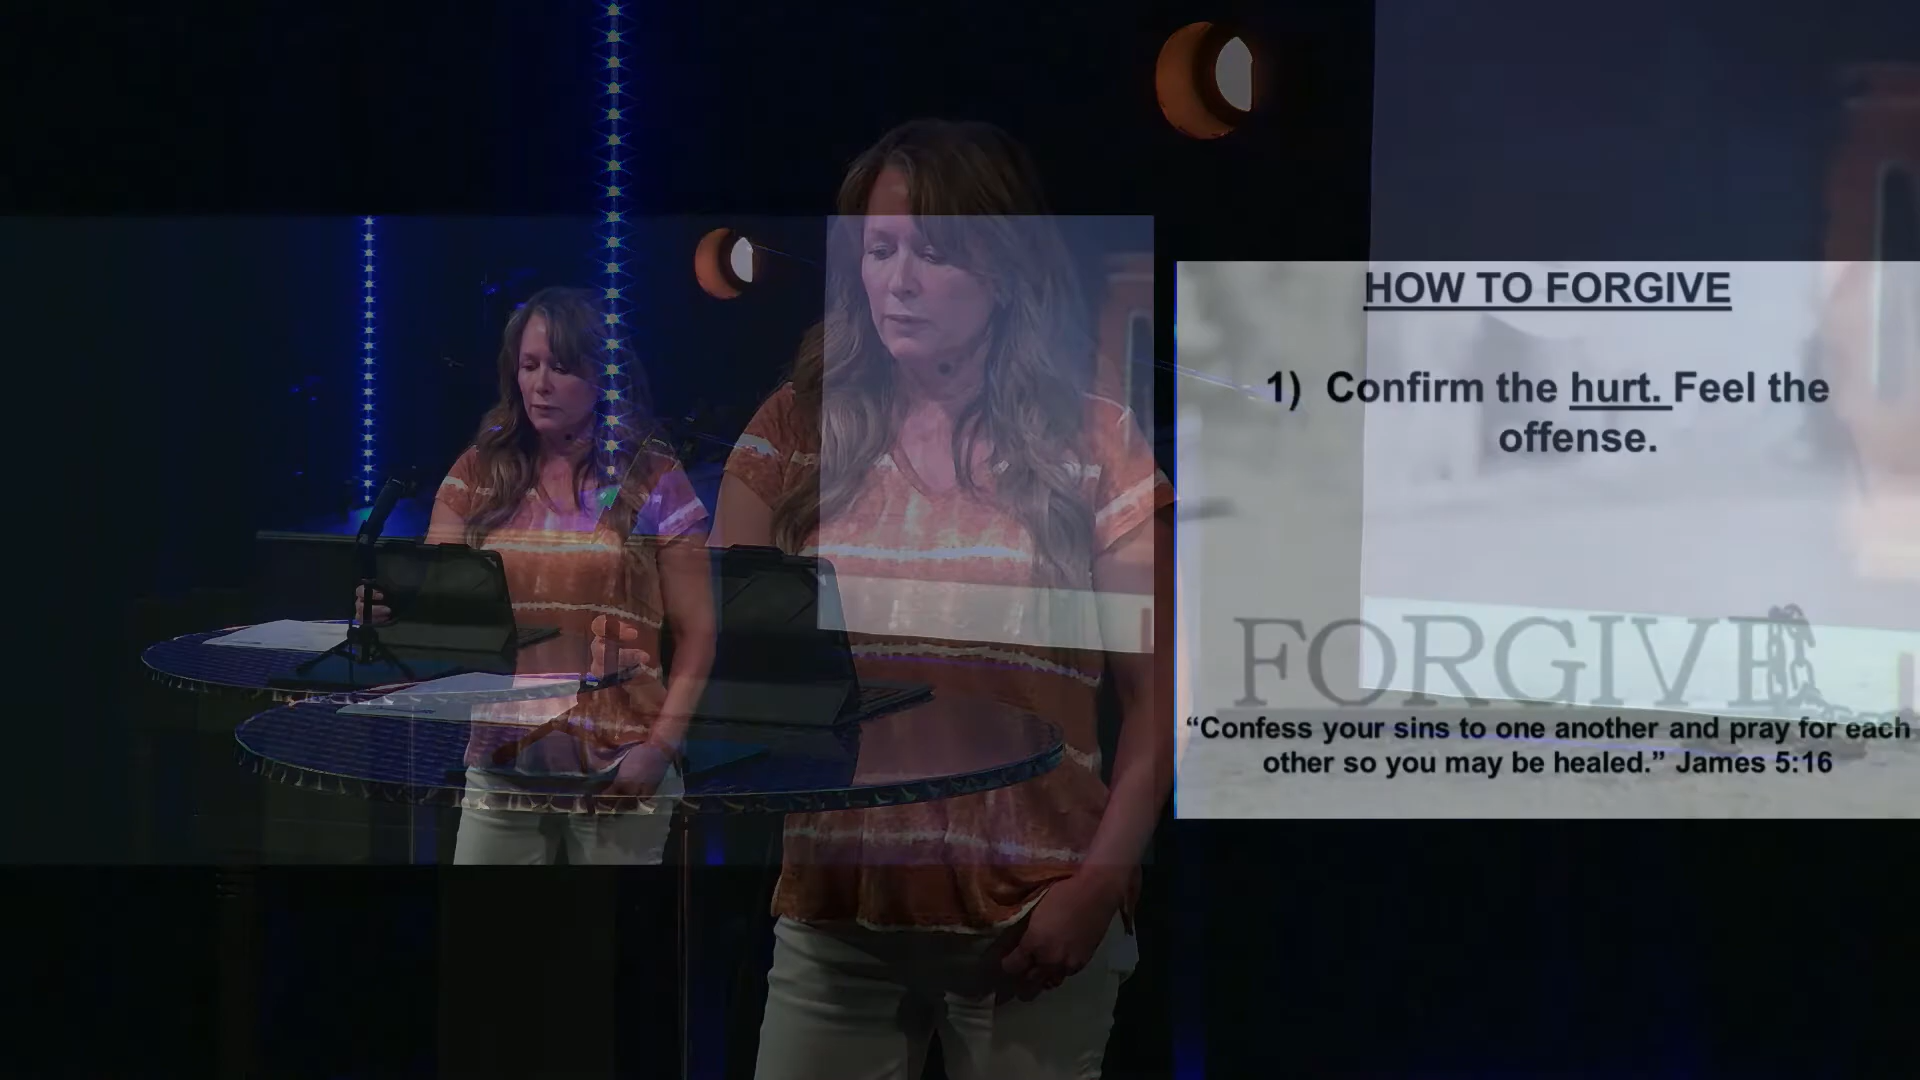 HOW TO FORGIVE
1) Confirm the hurt. Feel the
offense.
FORGIVE
“Confess your sins to one another and pray for each
other so you may be healed.” James 5:16